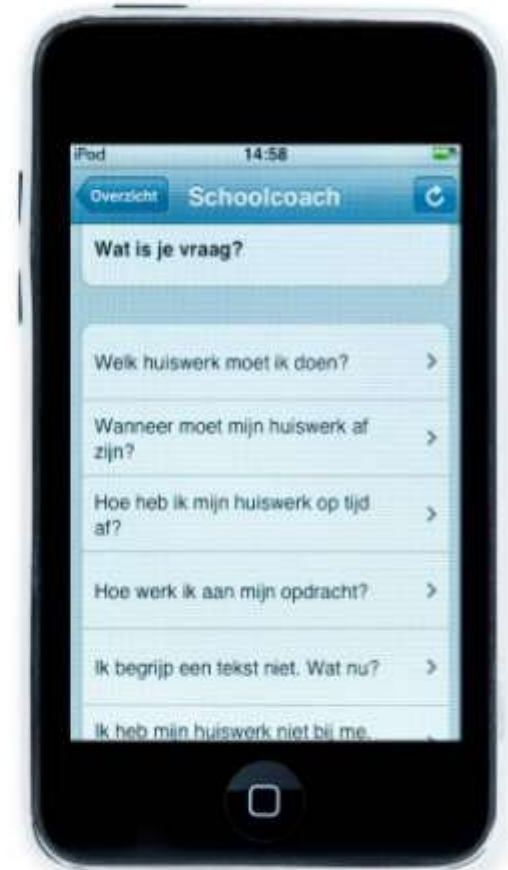 iPod 14:58
Overzicht Schoolcoach
Wat is je vraag?
Welk huiswerk moet ik doen?
Wanneer moet mijn huiswerk af
zijn?
Hoe heb ik mijn huiswerk op tijd
af?
Hoe werk ik aan mijn opdracht?
Ik begrijp een tekst niet. Wat nu?
Ik heb mijn huiswerk niet bij me.